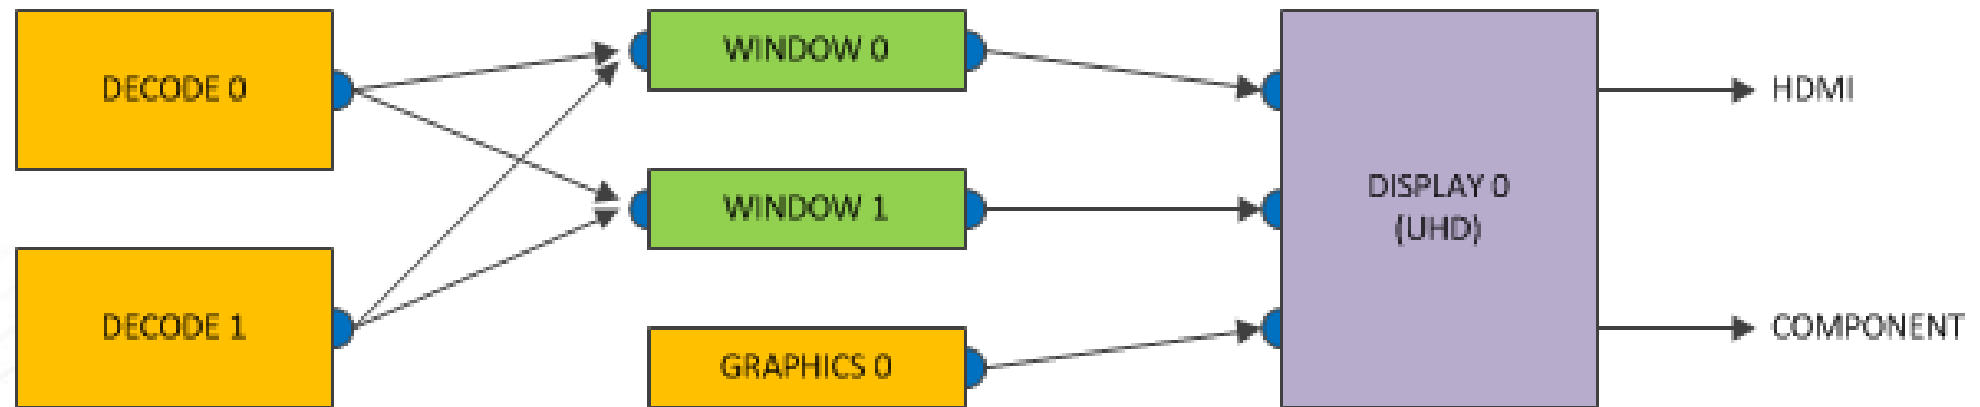 DECODE 0
WINDOW 0
HDMI
WINDOW 1
DISPLAY 0
(UHD)
DECODE 1
GRAPHICS 0
COMPONENT